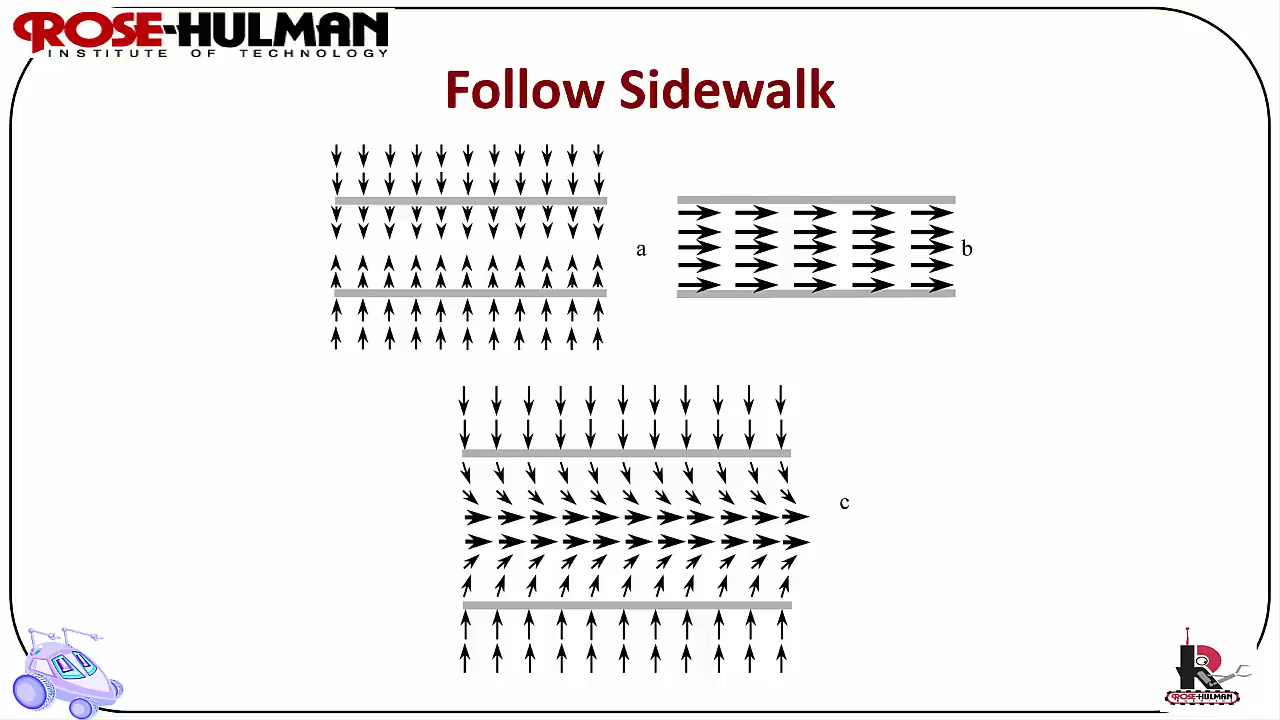 ROSE-HULMAN
INSTITUTE OF TECHNOLOGY
Follow Sidewalk
a
b
c
R
ROSE-HULMAN